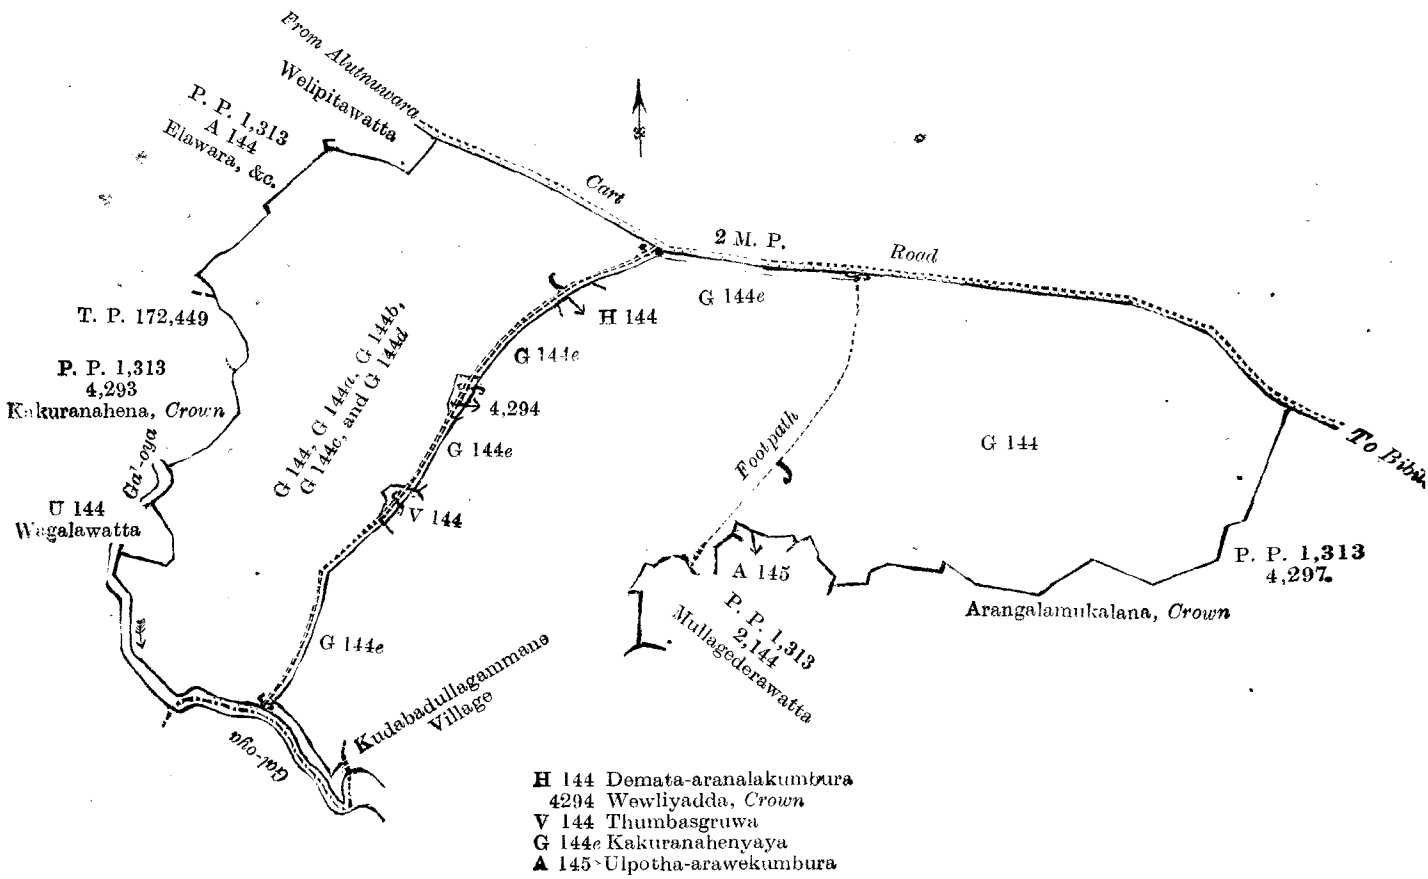 From Alutnuwara
Welipitawatta
P. P. 1,313
A 144
Elawara, &c.
Cart
2 M. P.
Road
G 144e
T. P. 172,449
H 144
G 144e
P. P. 1,313
4,293
Kakuranahena, Crown
G 144, G 144a, G 144b,
G 144c, and G 144d
4,294
G 144e
Footpath
G 144
To Bibile
Gal-oya
U 144
Wagalawatta
V 144
A 145
P. P. 1,313
4,297.
Arangalamukalana, Crown
P. P. 1,313
2,144
Mullagederawatta
G 144e
Kudabadullagammane
Village
Gal-oya
H 144 Demata-aranalakumbura
4294 Wewliyadda, Crown
V 144 Thumbasgruwa
G 144e Kakuranahenyaya
A 145 Ulpotha-arawekumbura